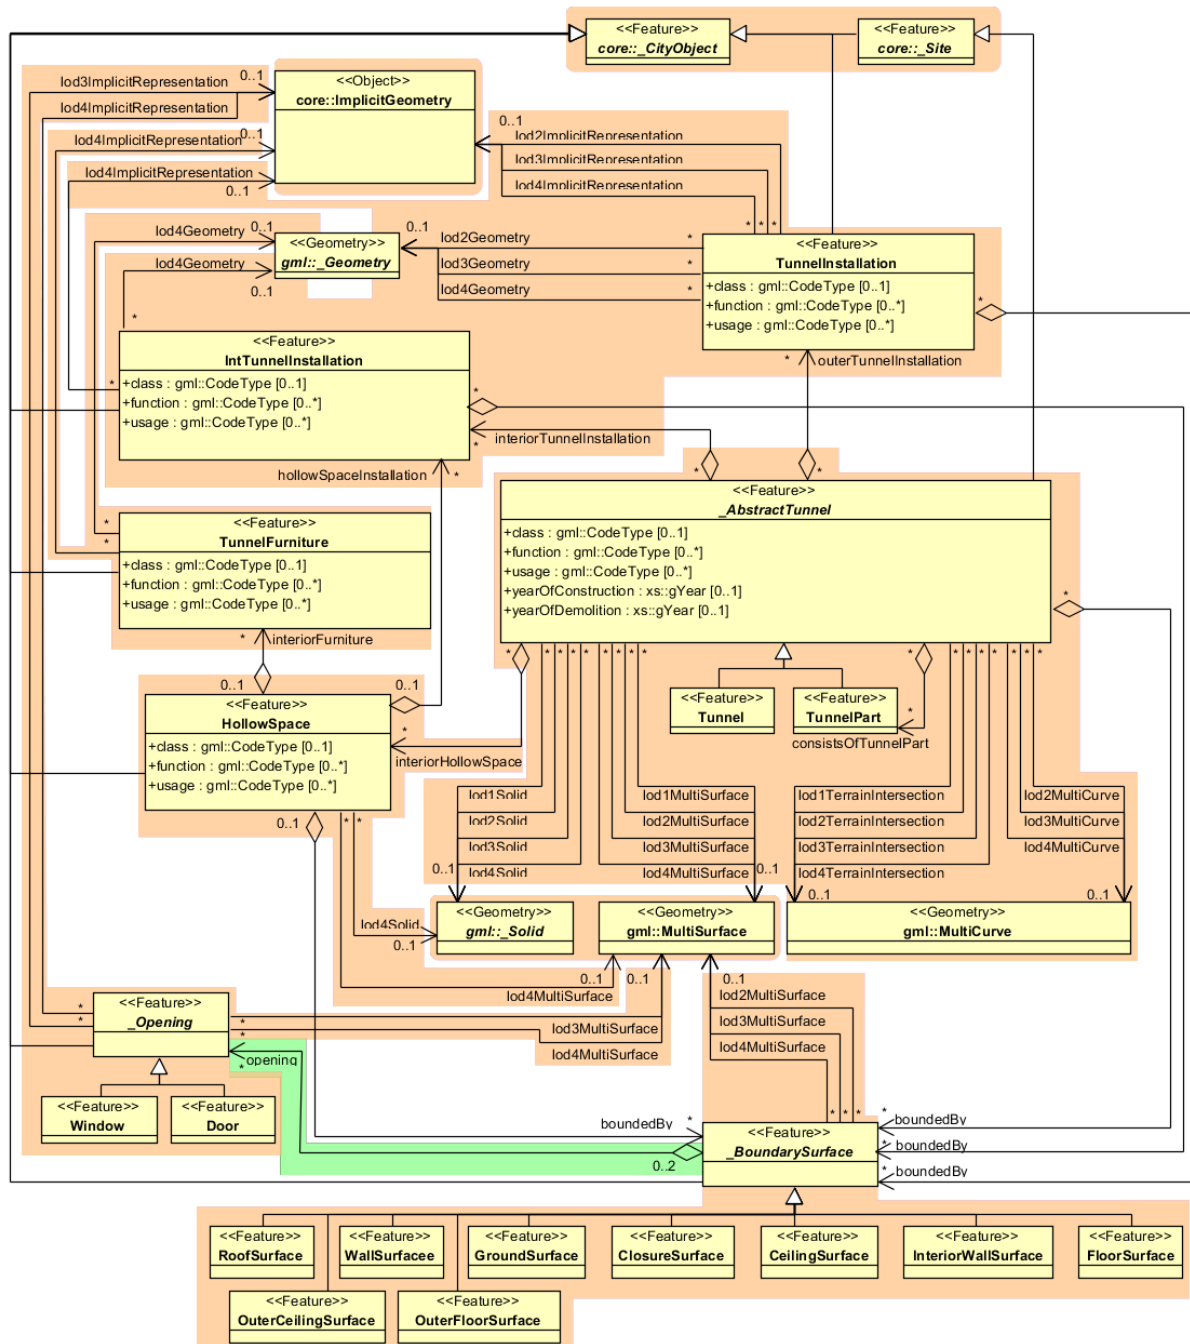 <<Feature>>
core::_CityObject
<<Feature>>
core::_Site
<<Object>>
core::ImplicitGeometry
lod3ImplicitRepresentation
0..1
lod4ImplicitRepresentation
lod4ImplicitRepresentation
0..1
lod4ImplicitRepresentation
0..1
0..1
lod2ImplicitRepresentation
lod3ImplicitRepresentation
lod4ImplicitRepresentation
* * *
lod4Geometry
0..1
lod4Geometry
0..1
*
<<Geometry>>
gml::_Geometry
0..1
lod2Geometry
*
lod3Geometry
*
lod4Geometry
*
<<Feature>>
TunnelInstallation
+class : gml::CodeType [0..1]
+function : gml::CodeType [0..*]
+usage : gml::CodeType [0..*]
*
*
outerTunnelInstallation
<<Feature>>
IntTunnelInstallation
+class : gml::CodeType [0..1]
+function : gml::CodeType [0..*]
+usage : gml::CodeType [0..*]
*
*
*
interiorTunnelInstallation
* *
hollowSpaceInstallation
*
<<Feature>>
_AbstractTunnel
+class : gml::CodeType [0..1]
+function : gml::CodeType [0..*]
+usage : gml::CodeType [0..*]
+yearOfConstruction : xs::gYear [0..1]
+yearOfDemolition : xs::gYear [0..1]
*
*
*
<<Feature>>
TunnelFurniture
+class : gml::CodeType [0..1]
+function : gml::CodeType [0..*]
+usage : gml::CodeType [0..*]
*
interiorFurniture
0..1
0..1
<<Feature>>
HollowSpace
+class : gml::CodeType [0..1]
+function : gml::CodeType [0..*]
+usage : gml::CodeType [0..*]
*
interiorHollowSpace
0..1
* *
* * * * *
* * * *
*
* * * *
* * *
<<Feature>>
Tunnel
<<Feature>>
TunnelPart
*
consistsOfTunnelPart
lod1Solid
lod2Solid
lod3Solid
lod4Solid
0..1
lod1MultiSurface
lod2MultiSurface
lod3MultiSurface
lod4MultiSurface
0..1
lod1TerrainIntersection
lod2TerrainIntersection
lod3TerrainIntersection
lod4TerrainIntersection
0..1
lod2MultiCurve
lod3MultiCurve
lod4MultiCurve
0..1
lod4Solid
0..1
<<Geometry>>
gml::_Solid
<<Geometry>>
gml::MultiSurface
<<Geometry>>
gml::MultiCurve
0..1
lod4MultiSurface
0..1
0..1
<<Feature>>
_Opening
*
*
*
*
lod3MultiSurface
lod4MultiSurface
opening
*
lod2MultiSurface
lod3MultiSurface
lod4MultiSurface
* * *
<<Feature>>
Window
<<Feature>>
Door
boundedBy
*
<<Feature>>
_BoundarySurface
0..2
*
boundedBy
*
boundedBy
*
boundedBy
<<Feature>>
RoofSurface
<<Feature>>
WallSurfacee
<<Feature>>
GroundSurface
<<Feature>>
ClosureSurface
<<Feature>>
CeilingSurface
<<Feature>>
InteriorWallSurface
<<Feature>>
FloorSurface
<<Feature>>
OuterCeilingSurface
<<Feature>>
OuterFloorSurface